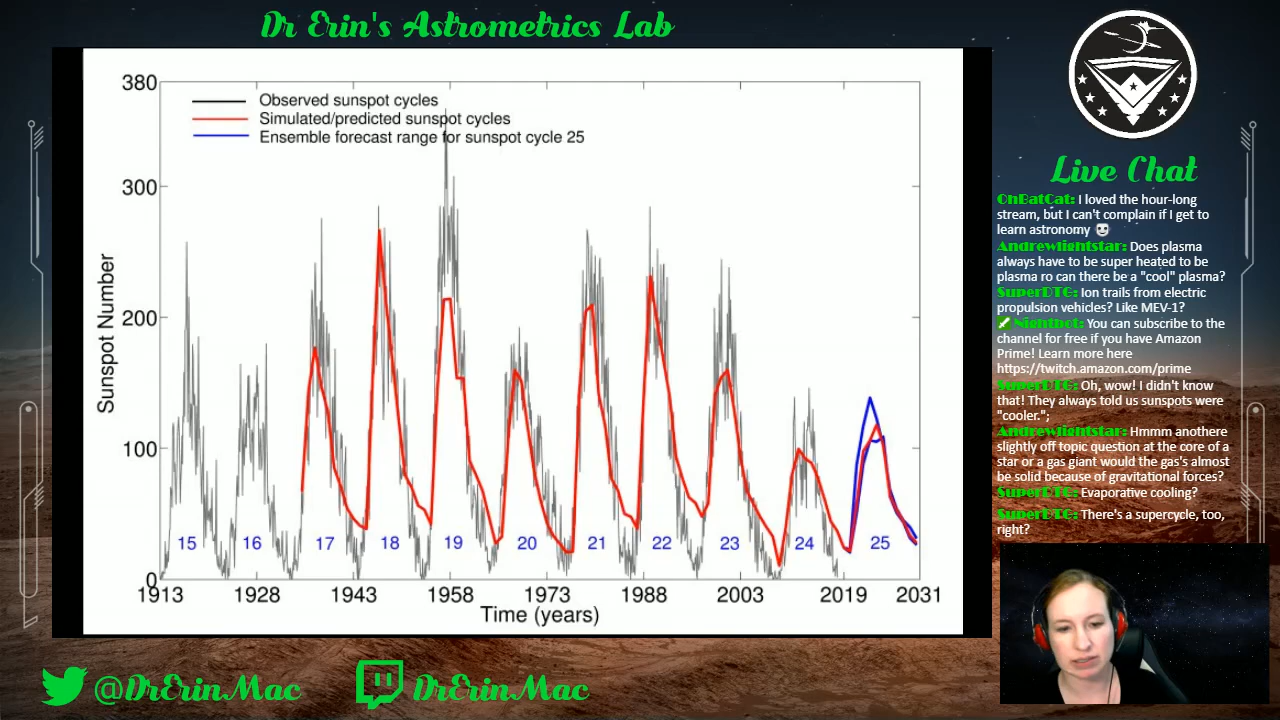 Dr Erin's Astrometrics Lab
380
300
200
100
0
Sunspot Number
Observed sunspot cycles
Simulated/predicted sunspot cycles
Ensemble forecast range for sunspot cycle 25
15 16 17 18 19 20 21 22 23 24 25
1913 1928 1943 1958 1973 1988 2003 2019 2031
Time (years)
Live Chat
OnBatCat: I loved the hour-long
stream, but I can't complain if I get to
learn astronomy
Andrewlightstar: Does plasma
always have to be super heated to be
plasma ro can there be a "cool" plasma?
SuperDTG: Ion trails from electric
propulsion vehicles? Like MEV-1?
Nightbot: You can subscribe to the
channel for free if you have Amazon
Prime! Learn more here
https://twitch.amazon.com/prime
SuperDTG: Oh, wow! I didn't know
that! They always told us sunspots were
"cooler.";
Andrewlightstar: Hmmm anothere
slightly off topic question at the core of a
star or a gas giant would the gas's almost
be solid because of gravitational forces?
SuperDTG: Evaporative cooling?
SuperDTG: There's a supercycle, too,
right?
@DrErinMac
DrErinMac